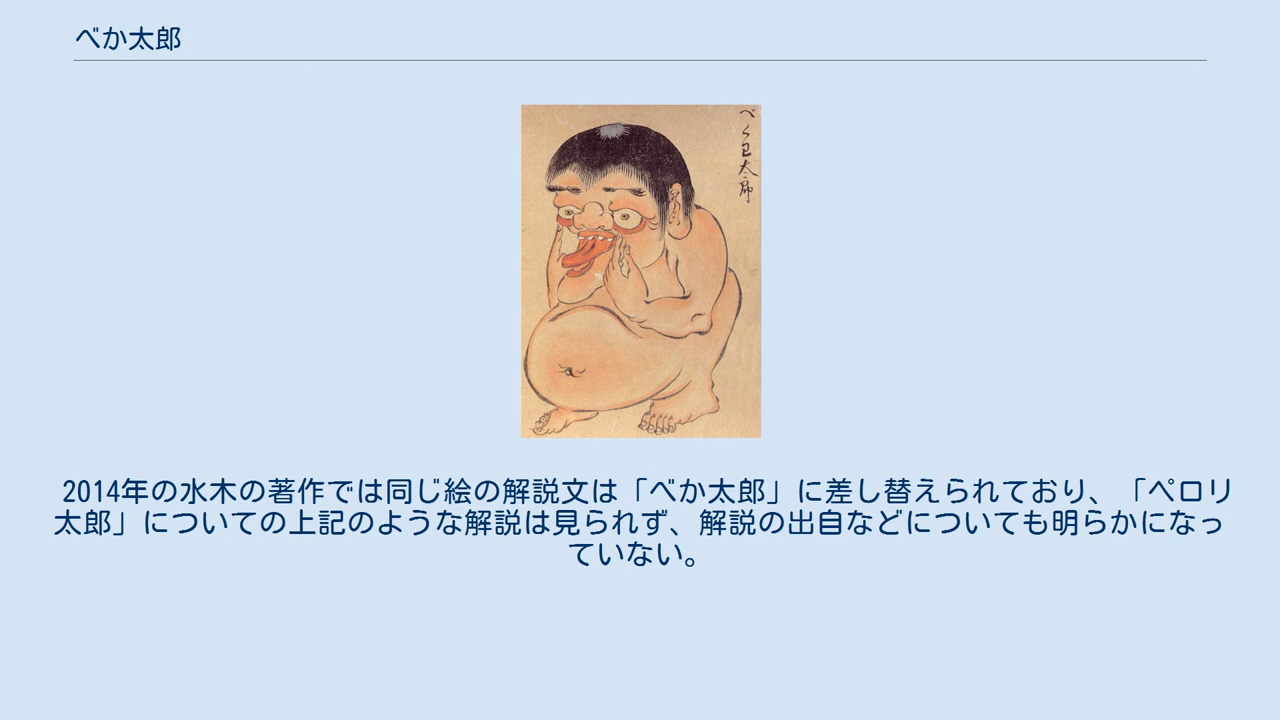 べか太郎
べくわ太郎
2014年の水木の著作では同じ絵の解説文は「べか太郎」に差し替えられており、「ペロリ
太郎」についての上記のような解説は見られず、解説の出自などについても明らかになっ
ていない。